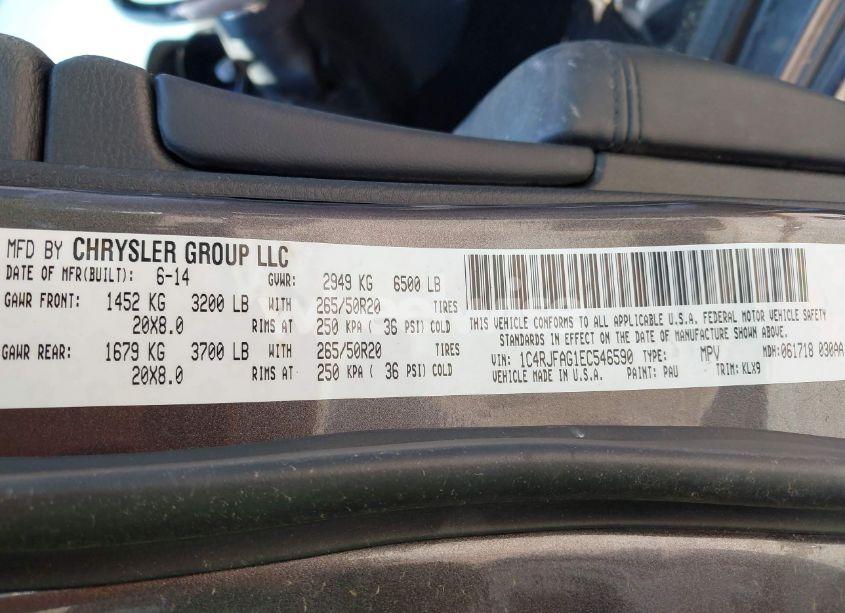 MFD BY CHRYSLER GROUP LLC
DATE OF MFR(BUILT): 6-14 GVWR: 2949 KG 6500 LB
GAWR FRONT: 1452 KG 3200 LB WITH 265/50R20 TIRES
20X8.0 RIMS AT 250 KPA ( 36 PSI) COLD
GAWR REAR: 1679 KG 3700 LB WITH 265/50R20 TIRES
20X8.0 RIMS AT 250 KPA ( 36 PSI) COLD
THIS VEHICLE CONFORMS TO ALL APPLICABLE U.S.A. FEDERAL MOTOR VEHICLE SAFETY
STANDARDS IN EFFECT ON THE DATE OF MANUFACTURE SHOWN ABOVE.
VIN: 1C4RJFAG1EC546590 TYPE: MPV MDH:061718 030AA
VEHICLE MADE IN U.S.A. PAINT: PAU TRIM: KLX9